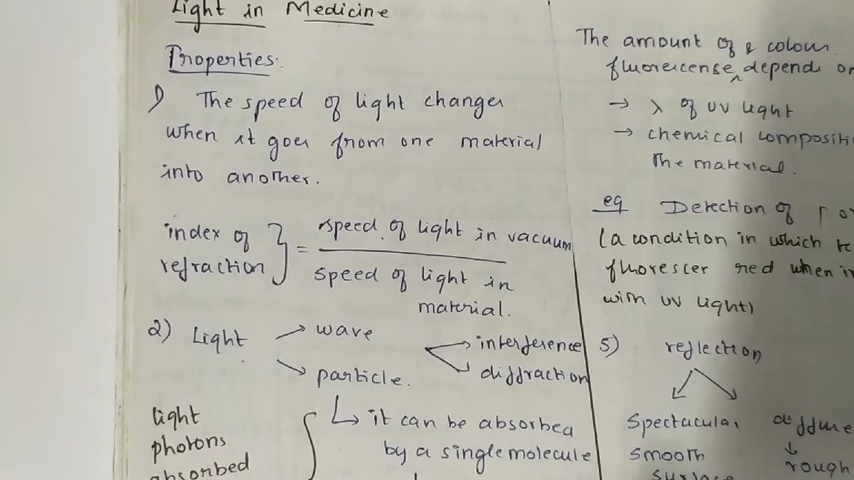 Light in Medicine
Properties:
1) The speed of light changes
when it goes from one material
into another.
index of refraction } = speed of light in vacuum
speed of light in
material.
2) Light → wave
→ particle.
interference
diffraction
↳ it can be absorbed
by a single molecule
light
photons
absorbed
The amount of & colour
fluorescense, depends on
→ λ of UV light
→ chemical compositi
The material.
eg Detection of
(a condition in which
fluoresces red when
with UV light)
5) reflection
Spectacular diffuse
smooth ↓
surface rough